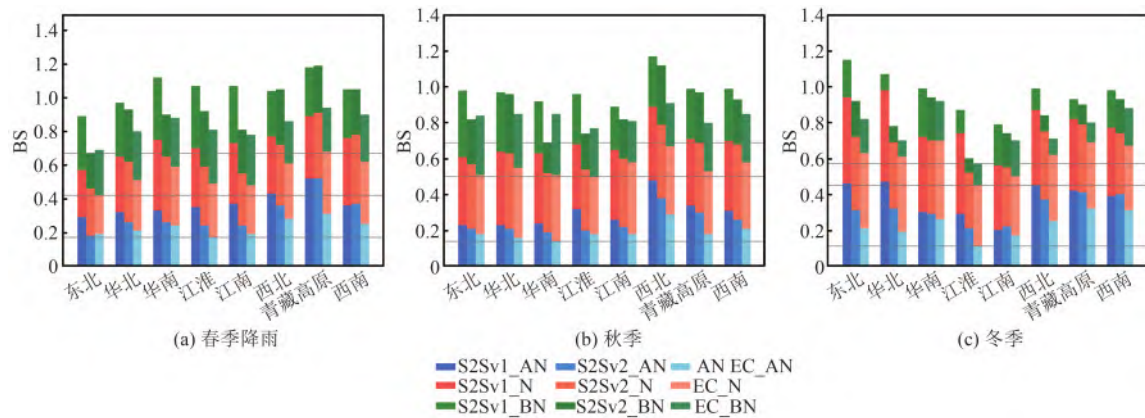 BS
1.4
1.2
1.0
0.8
0.6
0.4
0.2
0
东北
华北
华南
江淮
江南
西北
青藏高原
西南
(a) 春季降雨
BS
1.4
1.2
1.0
0.8
0.6
0.4
0.2
0
东北
华北
华南
江淮
江南
西北
青藏高原
西南
(b) 秋季
BS
1.4
1.2
1.0
0.8
0.6
0.4
0.2
0
东北
华北
华南
江淮
江南
西北
青藏高原
西南
(c) 冬季
S2Sv1_AN S2Sv2_AN AN EC_AN
S2Sv1_N S2Sv2_N EC_N
S2Sv1_BN S2Sv2_BN EC_BN